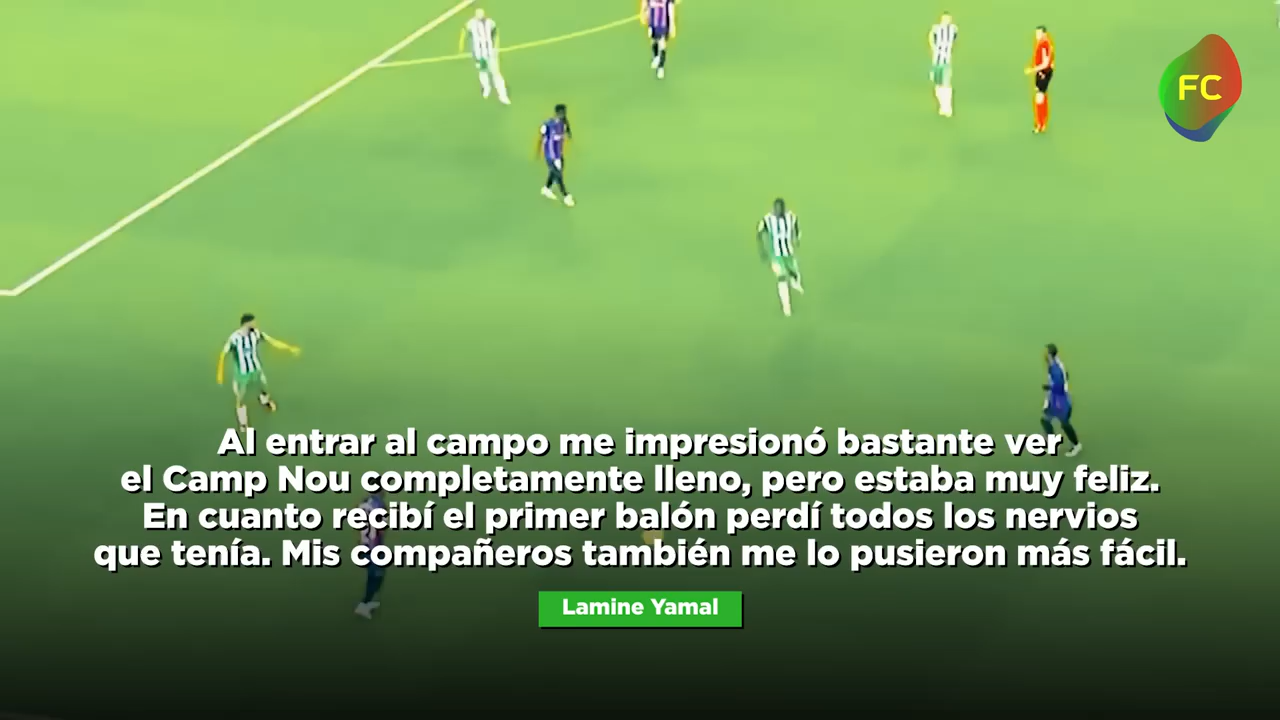 FC
Al entrar al campo me impresionó bastante ver
el Camp Nou completamente lleno, pero estaba muy feliz.
En cuanto recibí el primer balón perdí todos los nervios
que tenía. Mis compañeros también me lo pusieron más fácil.
Lamine Yamal